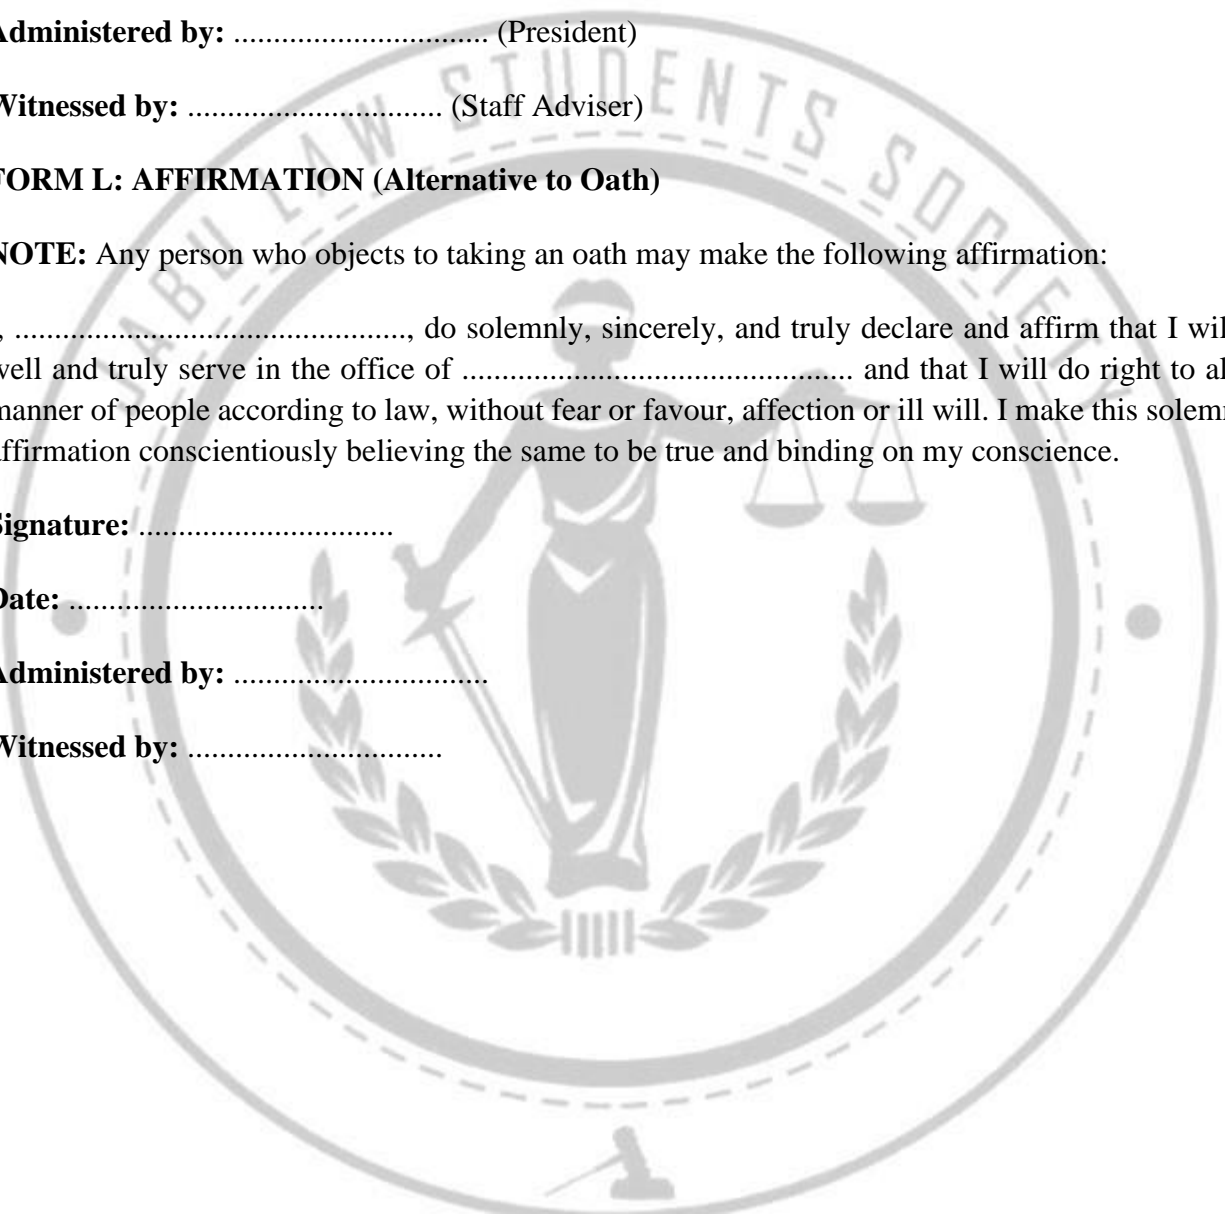 Administered by: ................................ (President)
Witnessed by: ................................ (Staff Adviser)
FORM L: AFFIRMATION (Alternative to Oath)
NOTE: Any person who objects to taking an oath may make the following affirmation:
, ................................................., do solemnly, sincerely, and truly declare and affirm that I wil
well and truly serve in the office of ................................................. and that I will do right to al
manner of people according to law, without fear or favour, affection or ill will. I make this solemn
affirmation conscientiously believing the same to be true and binding on my conscience.
Signature: ................................
Date: ................................
Administered by: ................................
Witnessed by: ................................
JABU LAW STUDENTS SOCIETY